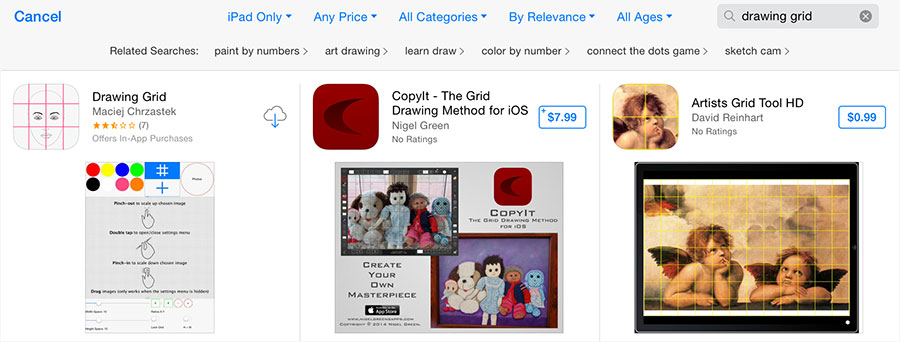 Cancel
iPad Only
Any Price
All Categories
By Relevance
All Ages
drawing grid
Related Searches:
paint by numbers
art drawing
learn draw
color by number
connect the dots game
sketch cam
Drawing Grid
Maciej Chrzastek
(7)
Offers In-App Purchases
Photos
Pinch-out to scale up chosen image
Double tap to open/close settings menu
Pinch-in to scale down chosen image
Drag images (only works when the settings menu is hidden)
CopyIt - The Grid
Drawing Method for iOS
Nigel Green
No Ratings
+ $7.99
CopyIt
The Grid Drawing Method
for iOS
Create
Your
Own
Masterpiece
App Store
www.nigelgreenapps.com
Copyright © 2014 Nigel Green.
Artists Grid Tool HD
David Reinhart
No Ratings
$0.99